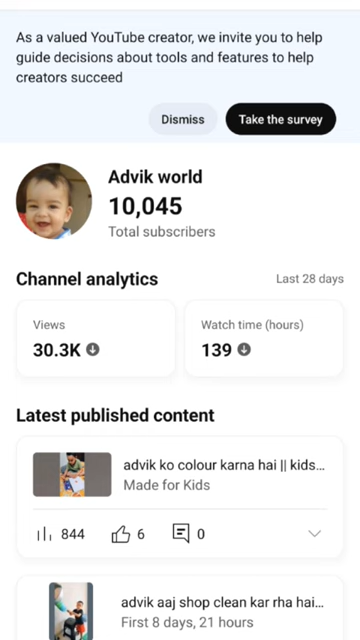 As a valued YouTube creator, we invite you to help
guide decisions about tools and features to help
creators succeed
Dismiss
Take the survey
Advik world
10,045
Total subscribers
Channel analytics
Last 28 days
Views
30.3K
Watch time (hours)
139
Latest published content
advik ko colour karna hai || kids...
Made for Kids
844
6
0
advik aaj shop clean kar rha hai...
First 8 days, 21 hours